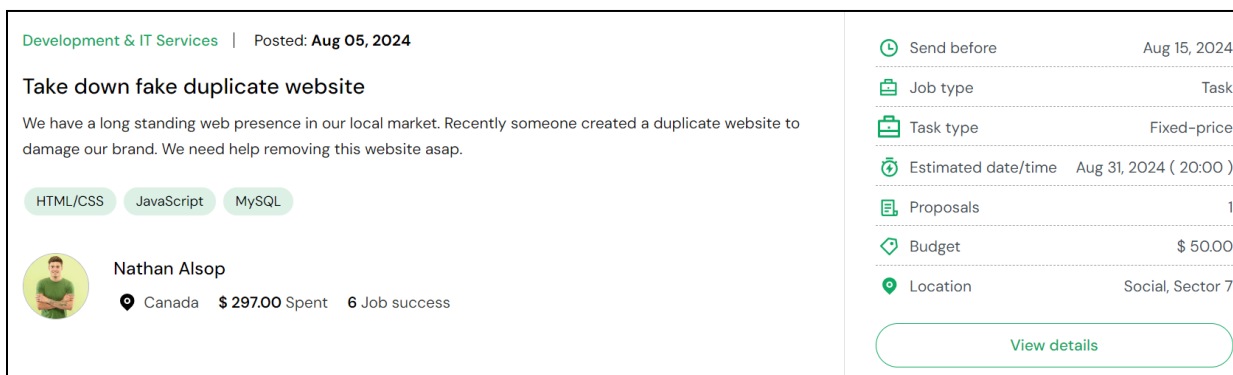 Development & IT Services | Posted: Aug 05, 2024
Take down fake duplicate website
We have a long standing web presence in our local market. Recently someone created a duplicate website to
damage our brand. We need help removing this website asap.
HTML/CSS JavaScript MySQL
Nathan Alsop
Canada $ 297.00 Spent 6 Job success
Send before Aug 15, 2024
Job type Task
Task type Fixed-price
Estimated date/time Aug 31, 2024 ( 20:00 )
Proposals 1
Budget $ 50.00
Location Social, Sector 7
View details